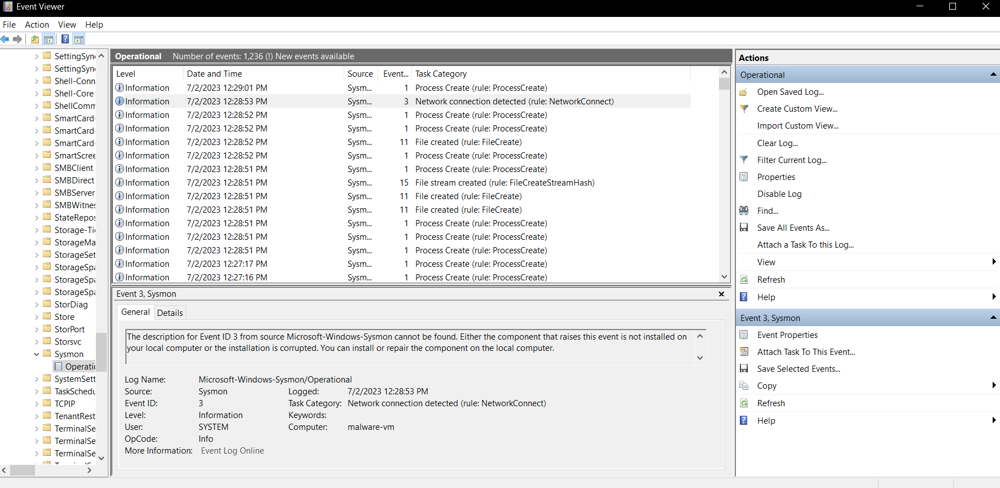 Event Viewer
File Action View Help
SettingSyn
SettingSyn
Shell-Conn
Shell-Core
ShellComm
SmartCard-
SmartCard-
SmartCard-
SmartScree
SMBClient
SMBDirect
SMBServer
SMBWitnes
StateRepos
Storage-Tie
StorageMa
StorageSet
StorageSpa
StorageSpa
StorageSpa
StorDiag
Store
StorPort
Storsvc
Sysmon
Operatio
SystemSett
TaskSchedu
TCPIP
TenantRest
TerminalSe
TerminalSe
TerminalSe
Operational Number of events: 1,236 (!) New events available
Level Date and Time Source Event... Task Category
Information 7/2/2023 12:29:01 PM Sysm... 1 Process Create (rule: ProcessCreate)
Information 7/2/2023 12:28:53 PM Sysm... 3 Network connection detected (rule: NetworkConnect)
Information 7/2/2023 12:28:52 PM Sysm... 1 Process Create (rule: ProcessCreate)
Information 7/2/2023 12:28:52 PM Sysm... 1 Process Create (rule: ProcessCreate)
Information 7/2/2023 12:28:52 PM Sysm... 11 File created (rule: FileCreate)
Information 7/2/2023 12:28:52 PM Sysm... 1 Process Create (rule: ProcessCreate)
Information 7/2/2023 12:28:51 PM Sysm... 1 Process Create (rule: ProcessCreate)
Information 7/2/2023 12:28:51 PM Sysm... 15 File stream created (rule: FileCreateStreamHash)
Information 7/2/2023 12:28:51 PM Sysm... 11 File created (rule: FileCreate)
Information 7/2/2023 12:28:51 PM Sysm... 11 File created (rule: FileCreate)
Information 7/2/2023 12:28:51 PM Sysm... 1 Process Create (rule: ProcessCreate)
Information 7/2/2023 12:28:51 PM Sysm... 1 Process Create (rule: ProcessCreate)
Information 7/2/2023 12:28:51 PM Sysm... 1 Process Create (rule: ProcessCreate)
Information 7/2/2023 12:27:17 PM Sysm... 1 Process Create (rule: ProcessCreate)
Information 7/2/2023 12:27:16 PM Sysm... 1 Process Create (rule: ProcessCreate)
Event 3, Sysmon
General Details
The description for Event ID 3 from source Microsoft-Windows-Sysmon cannot be found. Either the component that raises this event is not installed on
your local computer or the installation is corrupted. You can install or repair the component on the local computer.
Log Name: Microsoft-Windows-Sysmon/Operational
Source: Sysmon Logged: 7/2/2023 12:28:53 PM
Event ID: 3 Task Category: Network connection detected (rule: NetworkConnect)
Level: Information Keywords:
User: SYSTEM Computer: malware-vm
OpCode: Info
More Information: Event Log Online
Actions
Operational
Open Saved Log...
Create Custom View...
Import Custom View...
Clear Log...
Filter Current Log...
Properties
Disable Log
Find...
Save All Events As...
Attach a Task To this Log...
View
Refresh
Help
Event 3, Sysmon
Event Properties
Attach Task To This Event...
Save Selected Events...
Copy
Refresh
Help